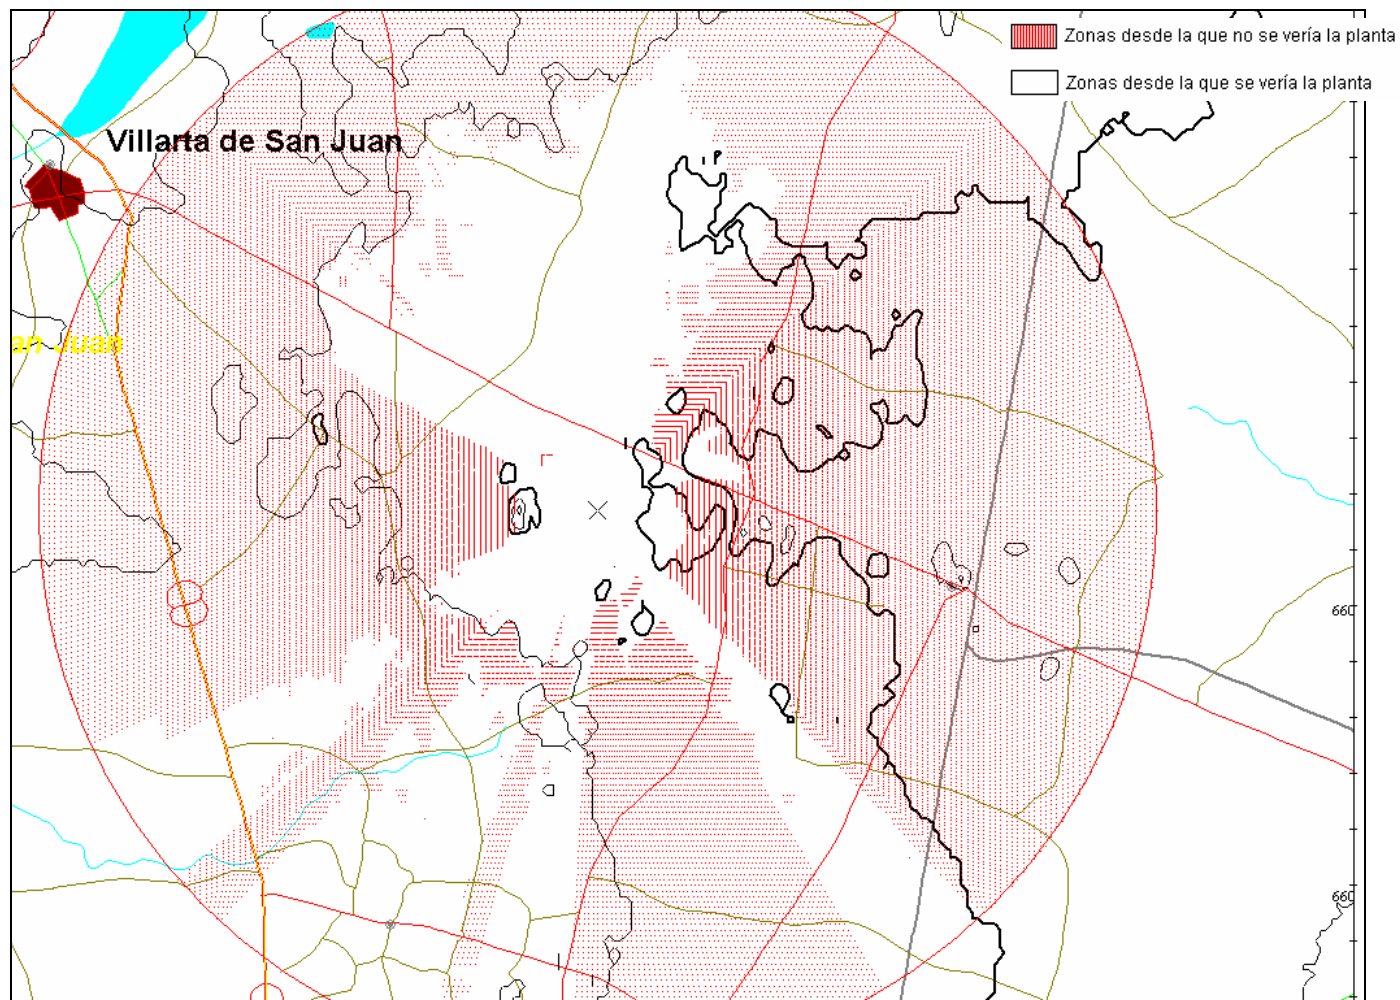 Zonas desde la que no se vería la planta
Zonas desde la que se vería la planta
Villarta de San Juan
an Juan
660
660